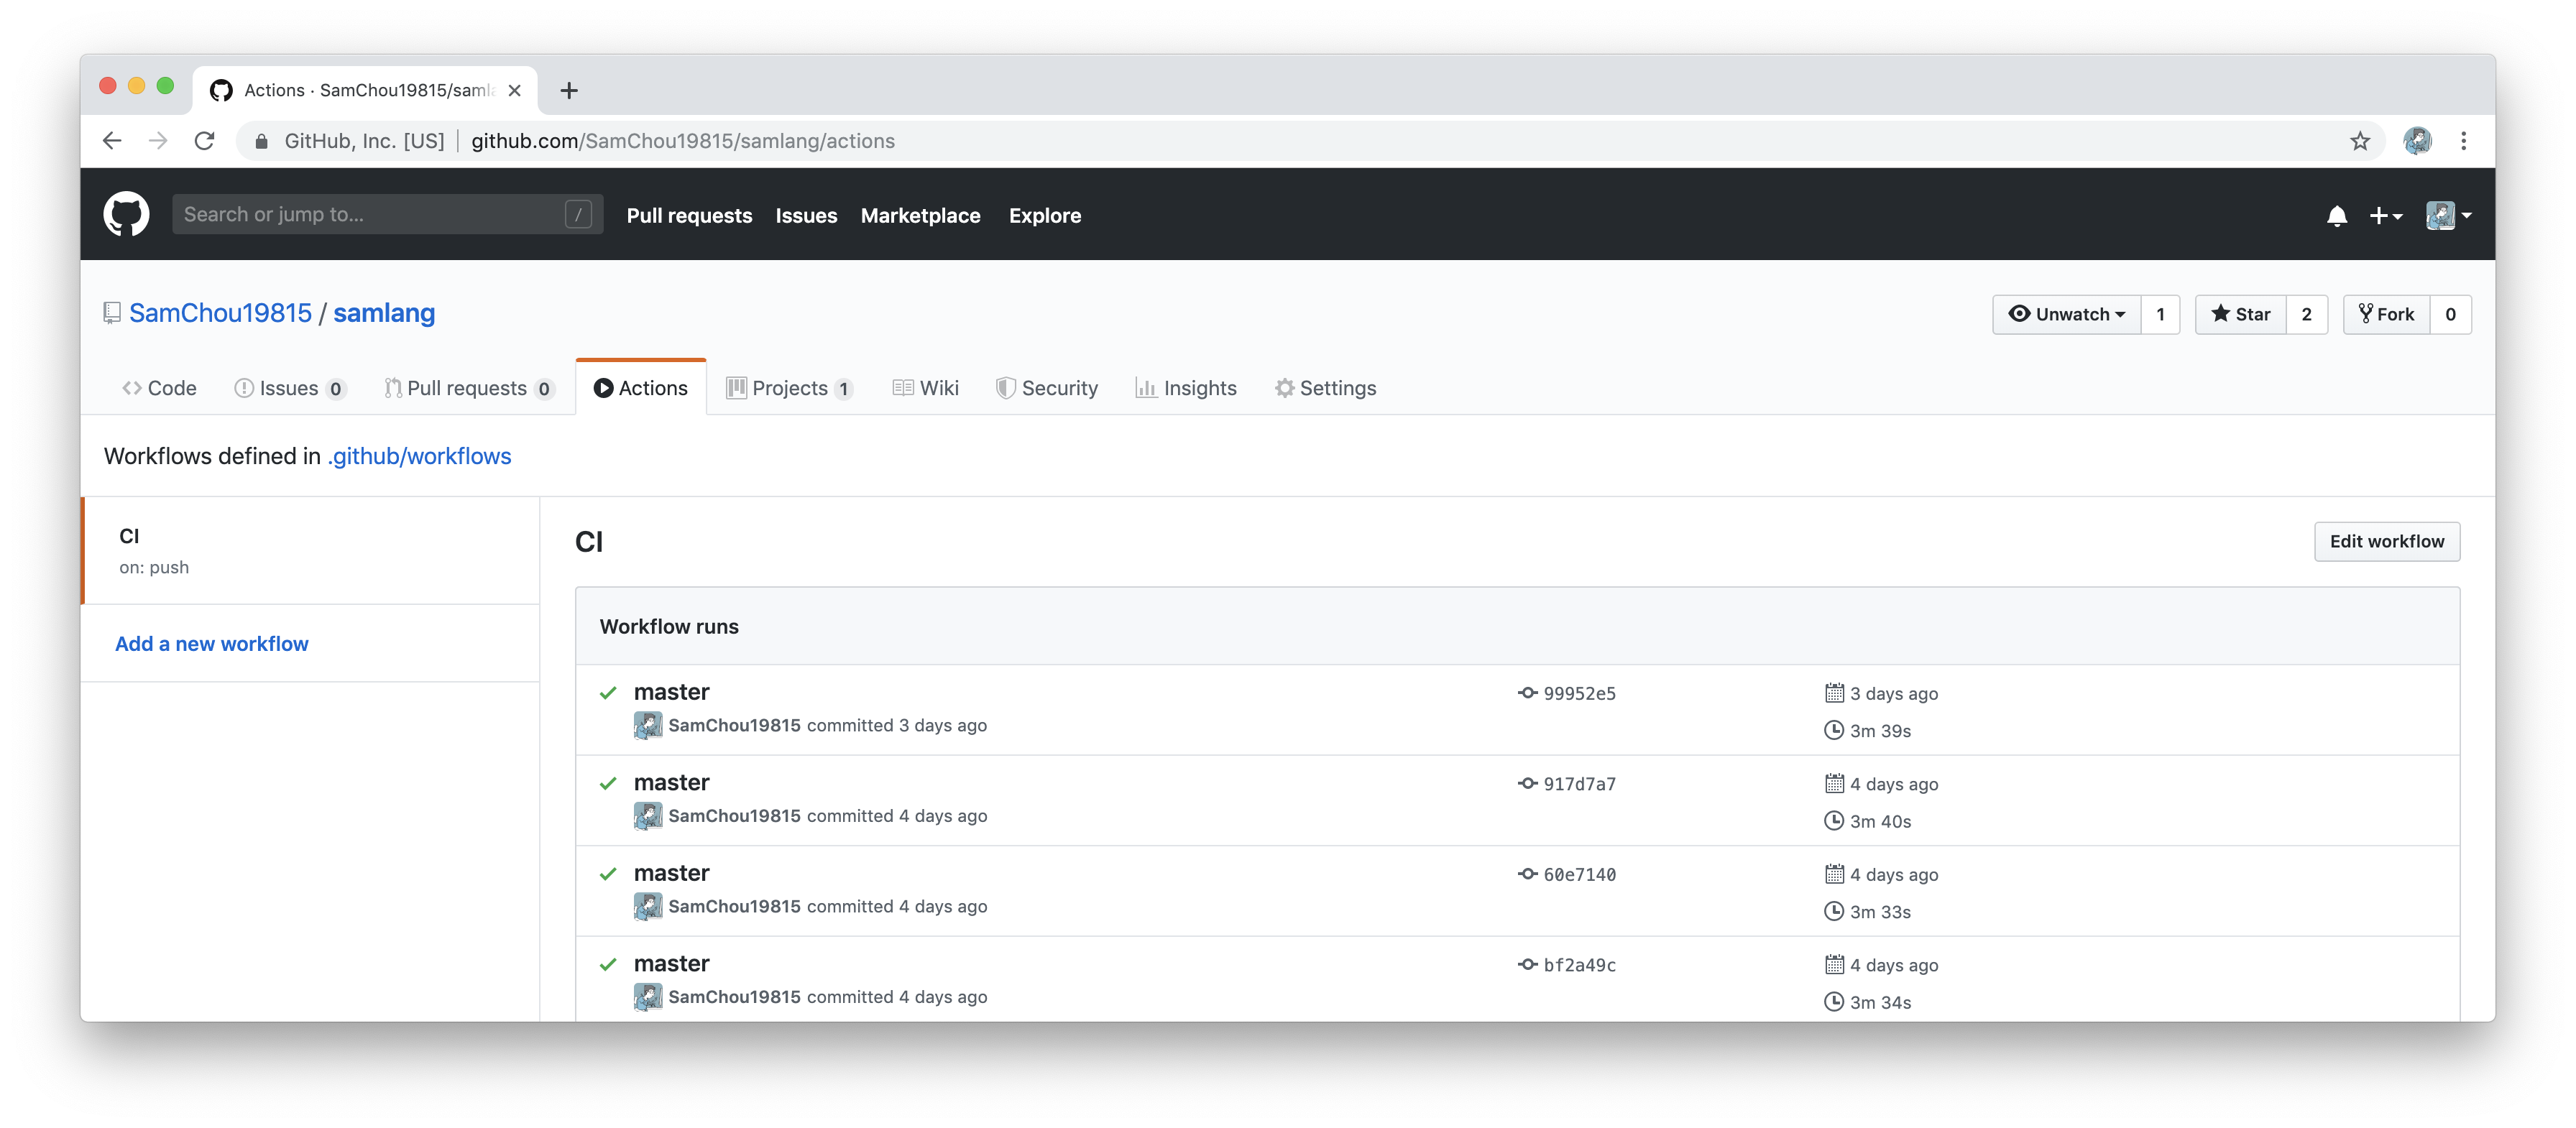 Actions · SamChou19815/samla
GitHub, Inc. [US] | github.com/SamChou19815/samlang/actions
Search or jump to... / Pull requests Issues Marketplace Explore
SamChou19815 / samlang Unwatch 1 Star 2 Fork 0
Code Issues 0 Pull requests 0 Actions Projects 1 Wiki Security Insights Settings
Workflows defined in .github/workflows
CI
on: push
Add a new workflow
CI Edit workflow
Workflow runs
master 99952e5 3 days ago
SamChou19815 committed 3 days ago 3m 39s
master 917d7a7 4 days ago
SamChou19815 committed 4 days ago 3m 40s
master 60e7140 4 days ago
SamChou19815 committed 4 days ago 3m 33s
master bf2a49c 4 days ago
SamChou19815 committed 4 days ago 3m 34s